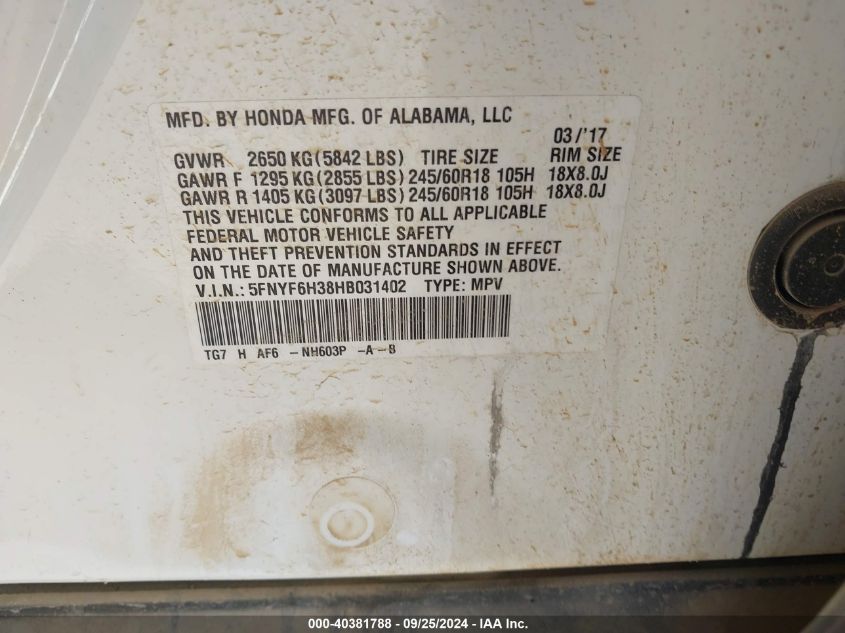 MFD. BY HONDA MFG. OF ALABAMA, LLC
03/'17
GVWR 2650 KG (5842 LBS) TIRE SIZE RIM SIZE
GAWR F 1295 KG (2855 LBS) 245/60R18 105H 18X8.0J
GAWR R 1405 KG (3097 LBS) 245/60R18 105H 18X8.0J
THIS VEHICLE CONFORMS TO ALL APPLICABLE
FEDERAL MOTOR VEHICLE SAFETY
AND THEFT PREVENTION STANDARDS IN EFFECT
ON THE DATE OF MANUFACTURE SHOWN ABOVE.
V.I.N.: 5FNYF6H38HB031402 TYPE: MPV
TG7 H AF6 - NH603P -A-B
000-40381788 - 09/25/2024 - IAA Inc.